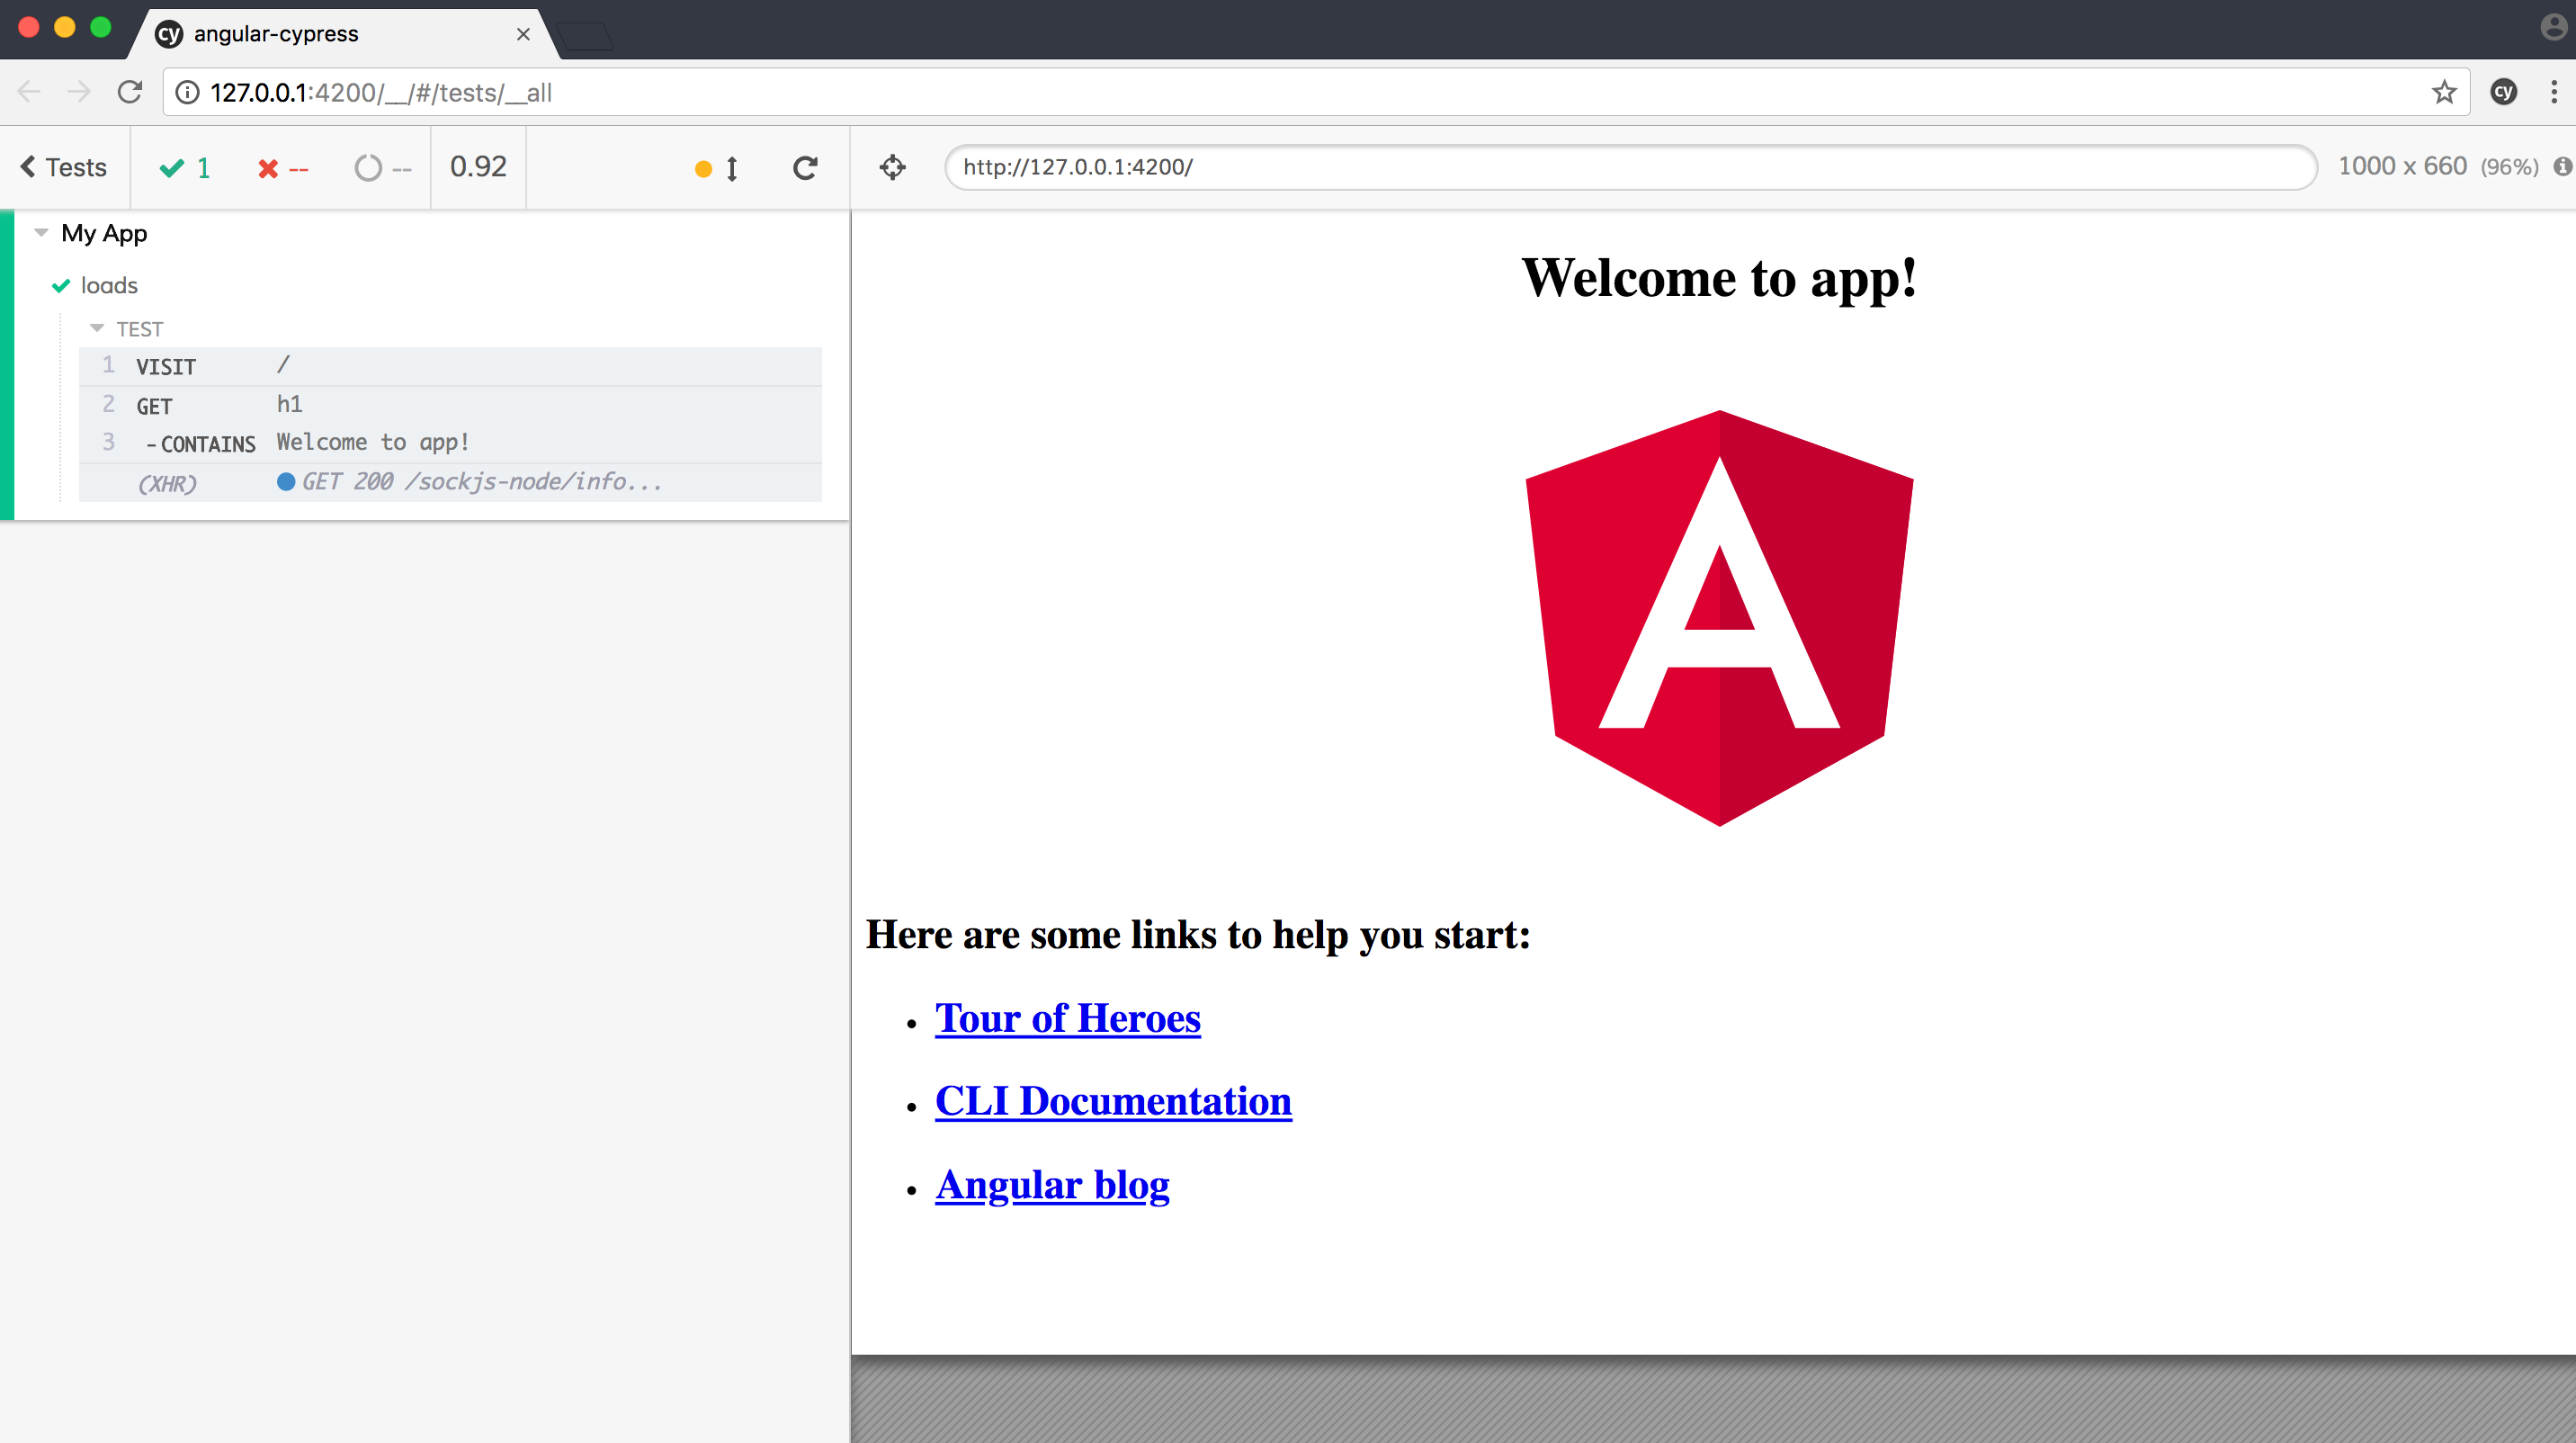 cy angular-cypress
127.0.0.1:4200/__/#/tests/__all
cy
Tests 1 -- -- 0.92
http://127.0.0.1:4200/ 1000 x 660 (96%)
My App
loads
TEST
1 VISIT /
2 GET h1
3 -CONTAINS Welcome to app!
(XHR) GET 200 /sockjs-node/info...
Welcome to app!
A
Here are some links to help you start:
Tour of Heroes
CLI Documentation
Angular blog